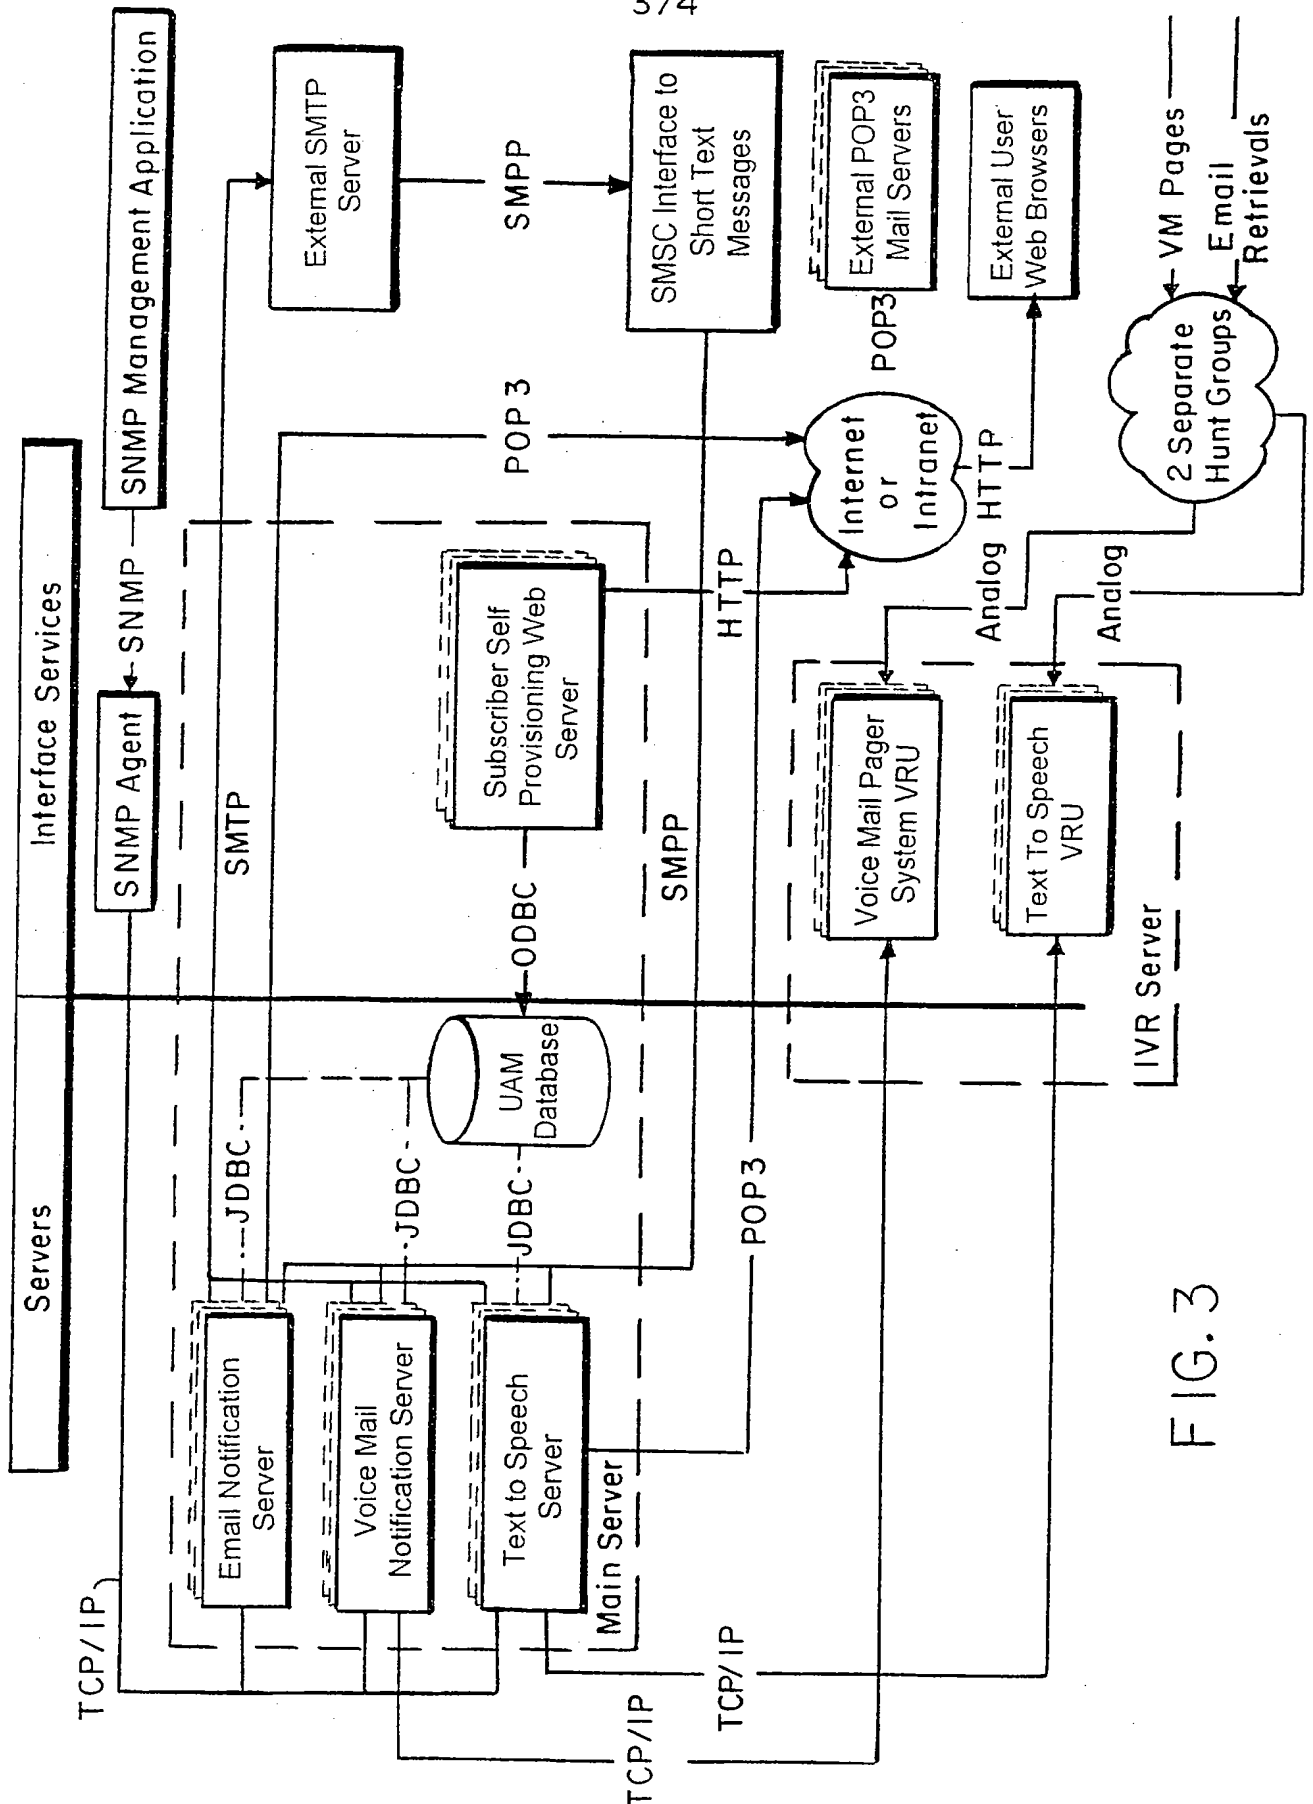 3/4
Servers
Interface Services
TCP/IP
SNMP Agent
SNMP
SNMP Management Application
Email Notification
Server
JDBC
SMTP
External SMTP
Server
Voice Mail
Notification Server
JDBC
POP 3
SMPP
Text to Speech
Server
JDBC
UAM
Database
ODBC
Subscriber Self
Provisioning Web
Server
Main Server
SMPP
SMSC Interface to
Short Text
Messages
TCP/IP
TCP/IP
POP3
HTTP
Internet
or
Intranet
POP3
External POP3
Mail Servers
HTTP
External User
Web Browsers
Voice Mail Pager
System VRU
Analog
Text To Speech
VRU
Analog
IVR Server
2 Separate
Hunt Groups
VM Pages
Email
Retrievals
FIG. 3